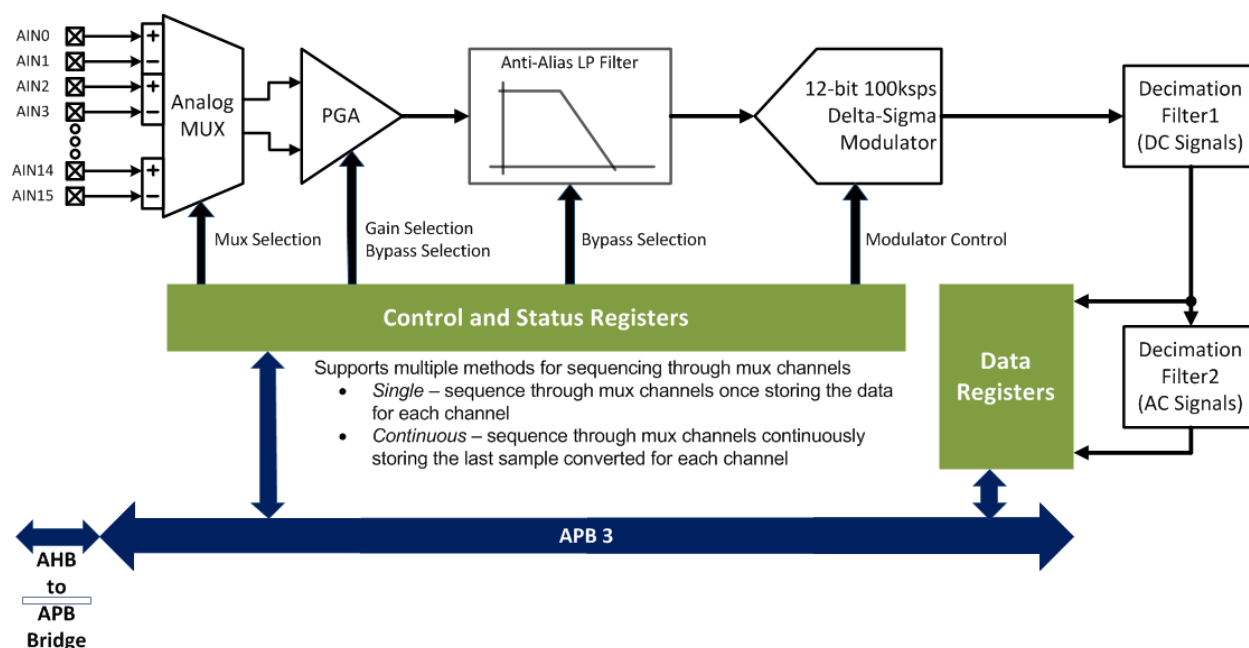 AIN0
AIN1
AIN2
AIN3
AIN14
AIN15
+
−
+
−
+
−
Analog
MUX
PGA
Anti-Alias LP Filter
12-bit 100ksps
Delta-Sigma
Modulator
Decimation
Filter1
(DC Signals)
Mux Selection
Gain Selection
Bypass Selection
Bypass Selection
Modulator Control
Control and Status Registers
Supports multiple methods for sequencing through mux channels
• Single – sequence through mux channels once storing the data
for each channel
• Continuous – sequence through mux channels continuously
storing the last sample converted for each channel
Data
Registers
Decimation
Filter2
(AC Signals)
APB 3
AHB
to
APB
Bridge